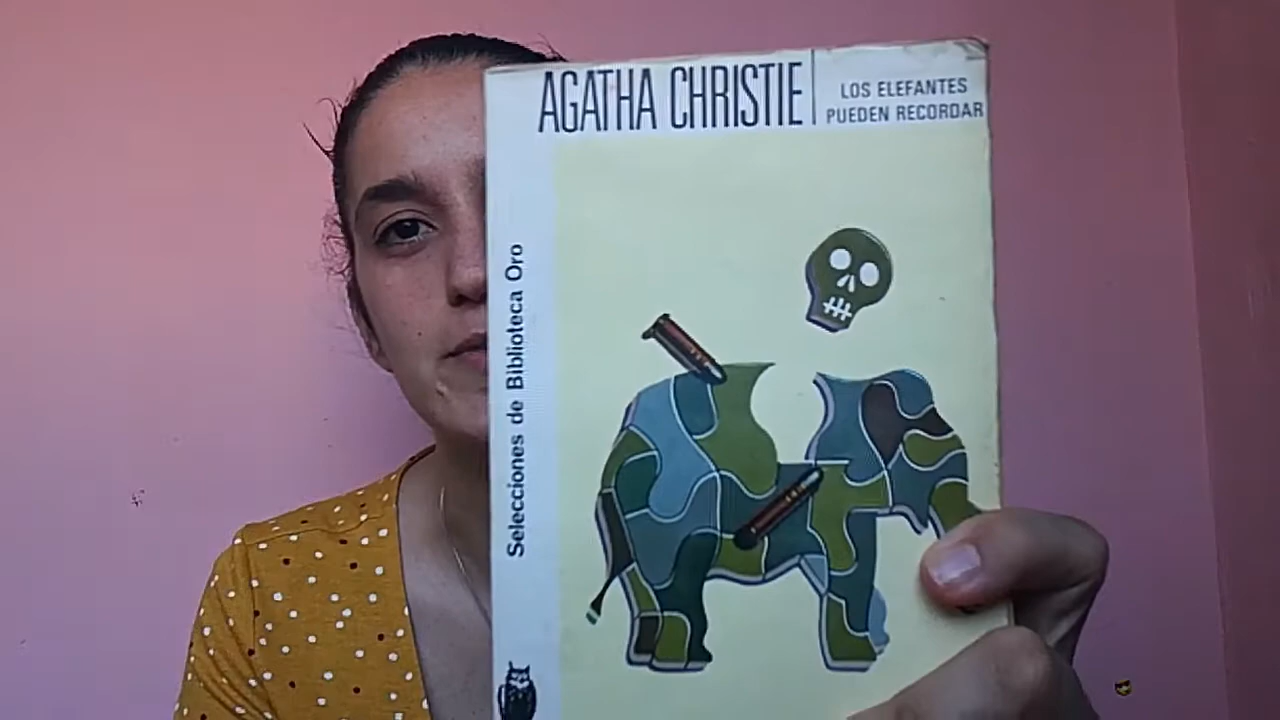 AGATHA CHRISTIE
LOS ELEFANTES
PUEDEN RECORDAR
Selecciones de Biblioteca Oro